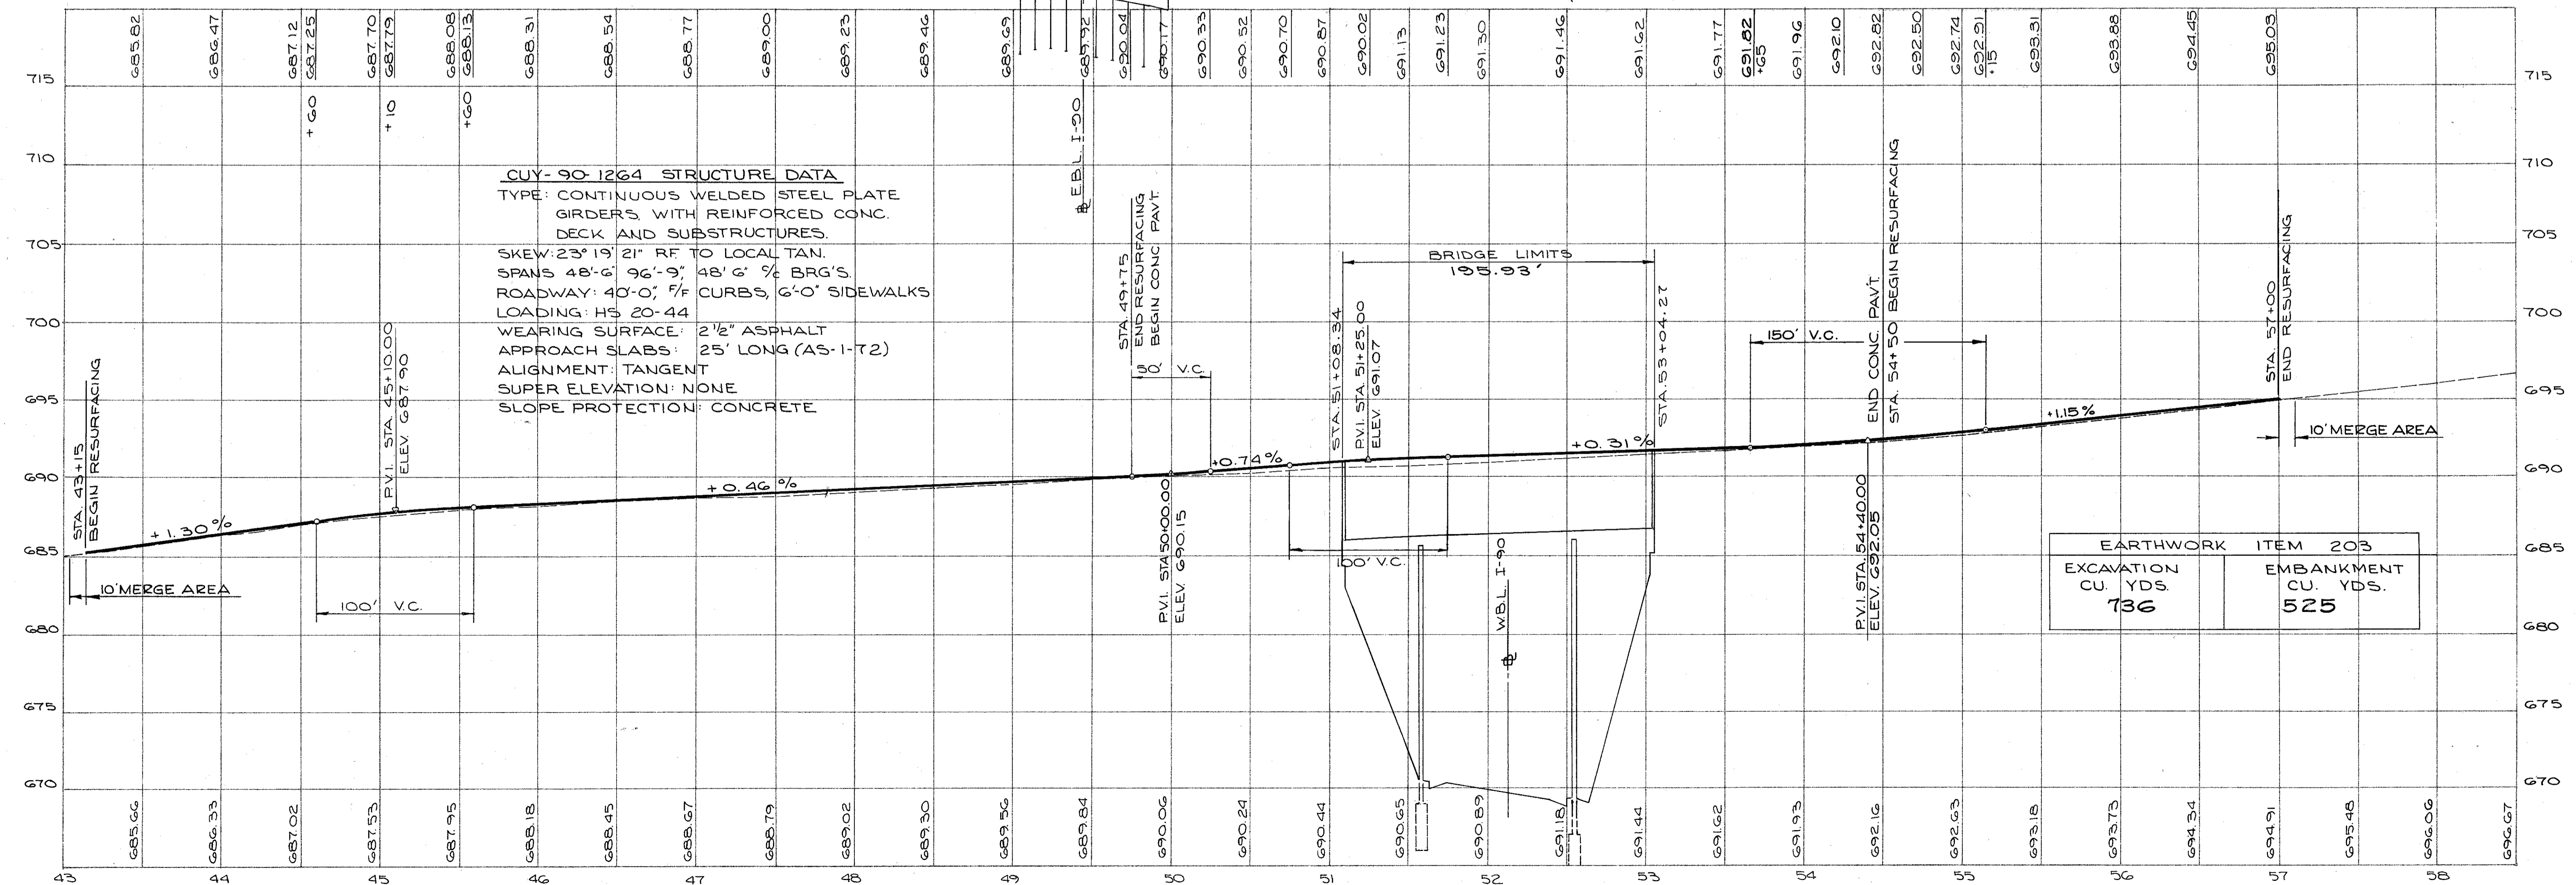 685.82 686.47 687.12 687.25 687.70 687.79 688.08 688.13 688.31 688.54 688.77 689.00 689.23 689.46 689.69 689.92 690.04 690.17 690.33 690.52 690.70 690.87 690.02 691.13 691.23 691.30 691.46 691.62 691.77 691.82 691.96 692.10 692.82 692.50 692.74 692.91 693.31 693.88 694.45 695.03
+60 +10 +60 +65 +15
715 715
710 710
705 705
700 700
695 695
690 690
685 685
680 680
675 675
670 670
CUY-90-1264 STRUCTURE DATA
TYPE: CONTINUOUS WELDED STEEL PLATE
GIRDERS, WITH REINFORCED CONC.
DECK AND SUBSTRUCTURES.
SKEW: 23° 19' 21" R.F. TO LOCAL TAN.
SPANS 48'-6" 96'-9", 48' 6" c/c BRG'S.
ROADWAY: 40'-0", F/F CURBS, 6'-0" SIDEWALKS
LOADING: HS 20-44
WEARING SURFACE: 2 1/2" ASPHALT
APPROACH SLABS: 25' LONG (AS-1-72)
ALIGNMENT: TANGENT
SUPER ELEVATION: NONE
SLOPE PROTECTION: CONCRETE
STA. 43+15
BEGIN RESURFACING
10' MERGE AREA
+1.30%
100' V.C.
P.V.I. STA. 45+10.00
ELEV. 687.90
+0.46%
E.B.L. I-90
STA. 49+75
END RESURFACING
BEGIN CONC PAV'T.
50' V.C.
P.V.I. STA 50+00.00
ELEV. 690.15
+0.74%
100' V.C.
BRIDGE LIMITS
195.93'
STA. 51+08.34
P.V.I. STA. 51+25.00
ELEV. 691.07
W.B.L. I-90
+0.31%
STA. 53+04.27
150' V.C.
P.V.I. STA. 54+40.00
ELEV. 692.05
END CONC. PAV'T.
STA. 54+50 BEGIN RESURFACING
+1.15%
STA. 57+00
END RESURFACING
10' MERGE AREA
EARTHWORK ITEM 203
EXCAVATION
CU. YDS.
736
EMBANKMENT
CU. YDS.
525
685.66 686.33 687.02 687.53 687.95 688.18 688.45 688.67 688.79 689.02 689.30 689.56 689.84 690.06 690.24 690.44 690.65 690.89 691.18 691.44 691.62 691.93 692.16 692.63 693.18 693.73 694.34 694.91 695.48 696.06 696.67
43 44 45 46 47 48 49 50 51 52 53 54 55 56 57 58